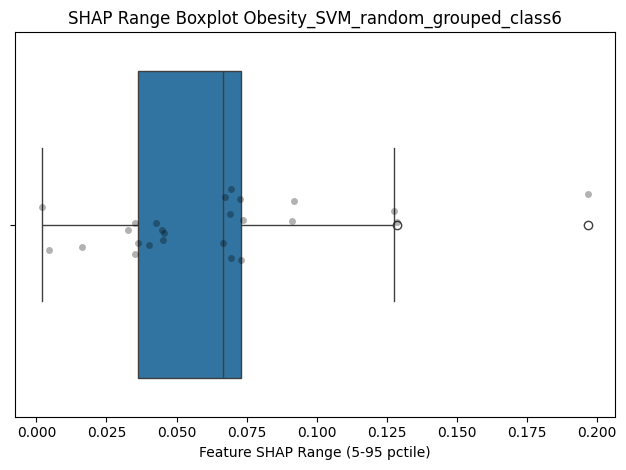 SHAP Range Boxplot Obesity_SVM_random_grouped_class6
0.000 0.025 0.050 0.075 0.100 0.125 0.150 0.175 0.200
Feature SHAP Range (5-95 pctile)